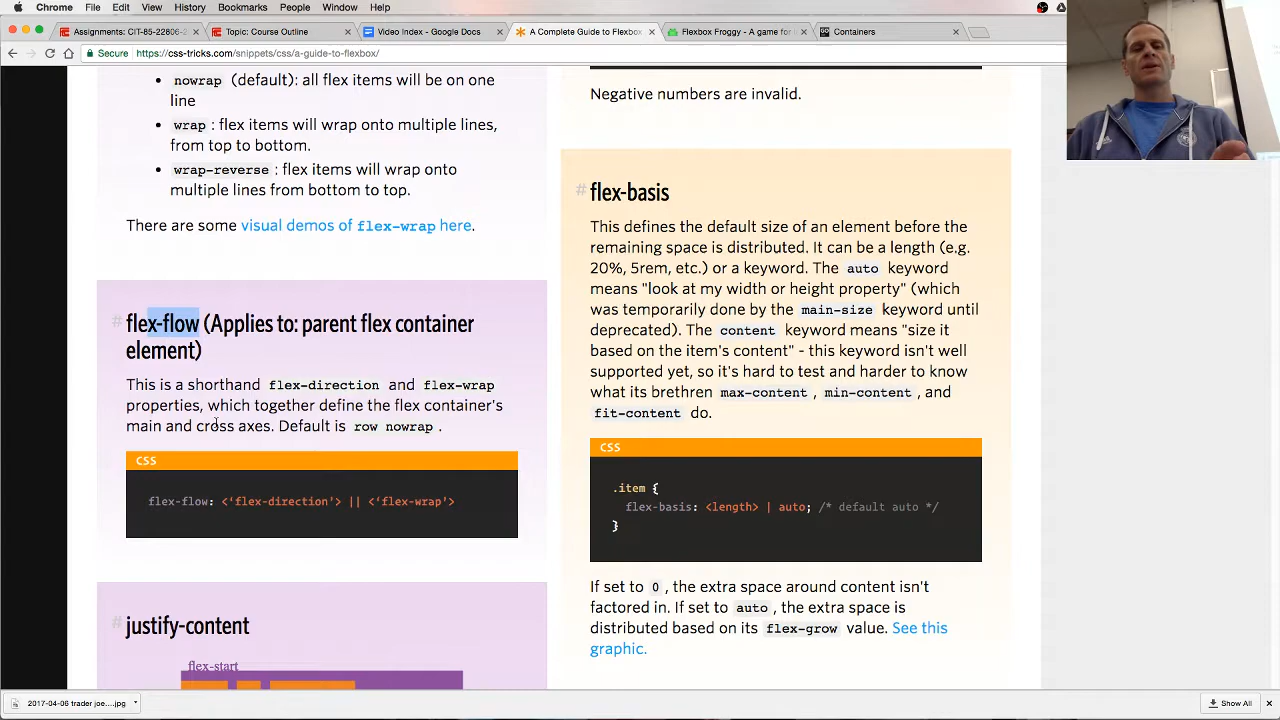 Chrome File Edit View History Bookmarks People Window Help
Assignments: CIT-85-22806-2
Topic: Course Outline
Video Index - Google Docs
A Complete Guide to Flexbox
Flexbox Froggy - A game for l
Containers
Secure https://css-tricks.com/snippets/css/a-guide-to-flexbox/
• nowrap (default): all flex items will be on one
line
• wrap : flex items will wrap onto multiple lines,
from top to bottom.
• wrap-reverse : flex items will wrap onto
multiple lines from bottom to top.
There are some visual demos of flex-wrap here.
# flex-flow (Applies to: parent flex container
element)
This is a shorthand flex-direction and flex-wrap
properties, which together define the flex container's
main and cross axes. Default is row nowrap .
CSS
flex-flow: <‘flex-direction’> || <‘flex-wrap’>
# justify-content
flex-start
Negative numbers are invalid.
# flex-basis
This defines the default size of an element before the
remaining space is distributed. It can be a length (e.g.
20%, 5rem, etc.) or a keyword. The auto keyword
means "look at my width or height property" (which
was temporarily done by the main-size keyword until
deprecated). The content keyword means "size it
based on the item's content" - this keyword isn't well
supported yet, so it's hard to test and harder to know
what its brethren max-content , min-content , and
fit-content do.
CSS
.item {
flex-basis: <length> | auto; /* default auto */
}
If set to 0 , the extra space around content isn't
factored in. If set to auto , the extra space is
distributed based on its flex-grow value. See this
graphic.
2017-04-06 trader joe....jpg
Show All